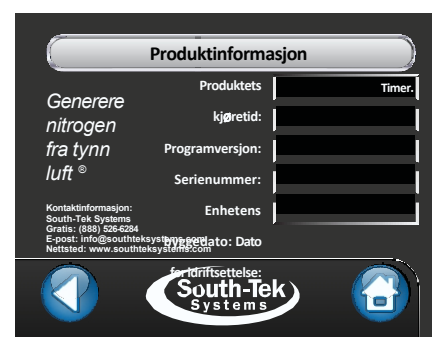 Produktinformasjon
Produktets
Timer.
kjøretid:
Programversjon:
Serienummer:
Enhetens
byggedato: Dato
for idriftsettelse:
Generere
nitrogen
fra tynn
luft ®
Kontaktinformasjon:
South-Tek Systems
Gratis: (888) 526-6284
E-post: info@southteksystems.com
Nettsted: www.southteksystems.com
South-Tek
Systems